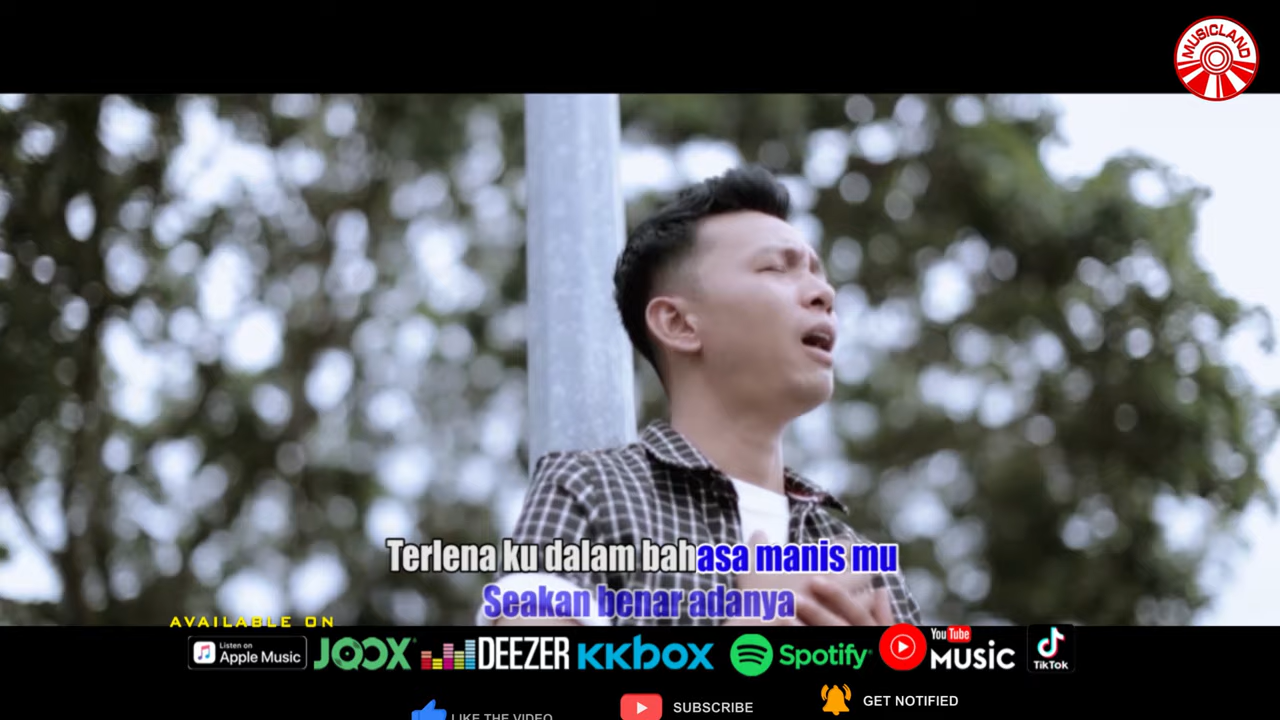 MUSICLAND
Terlena ku dalam bahasa manis mu
Seakan benar adanya
AVAILABLE ON
Listen on
Apple Music
JOOX
DEEZER
KKBOX
Spotify
YouTube
MUSIC
TikTok
LIKE THE VIDEO
SUBSCRIBE
GET NOTIFIED